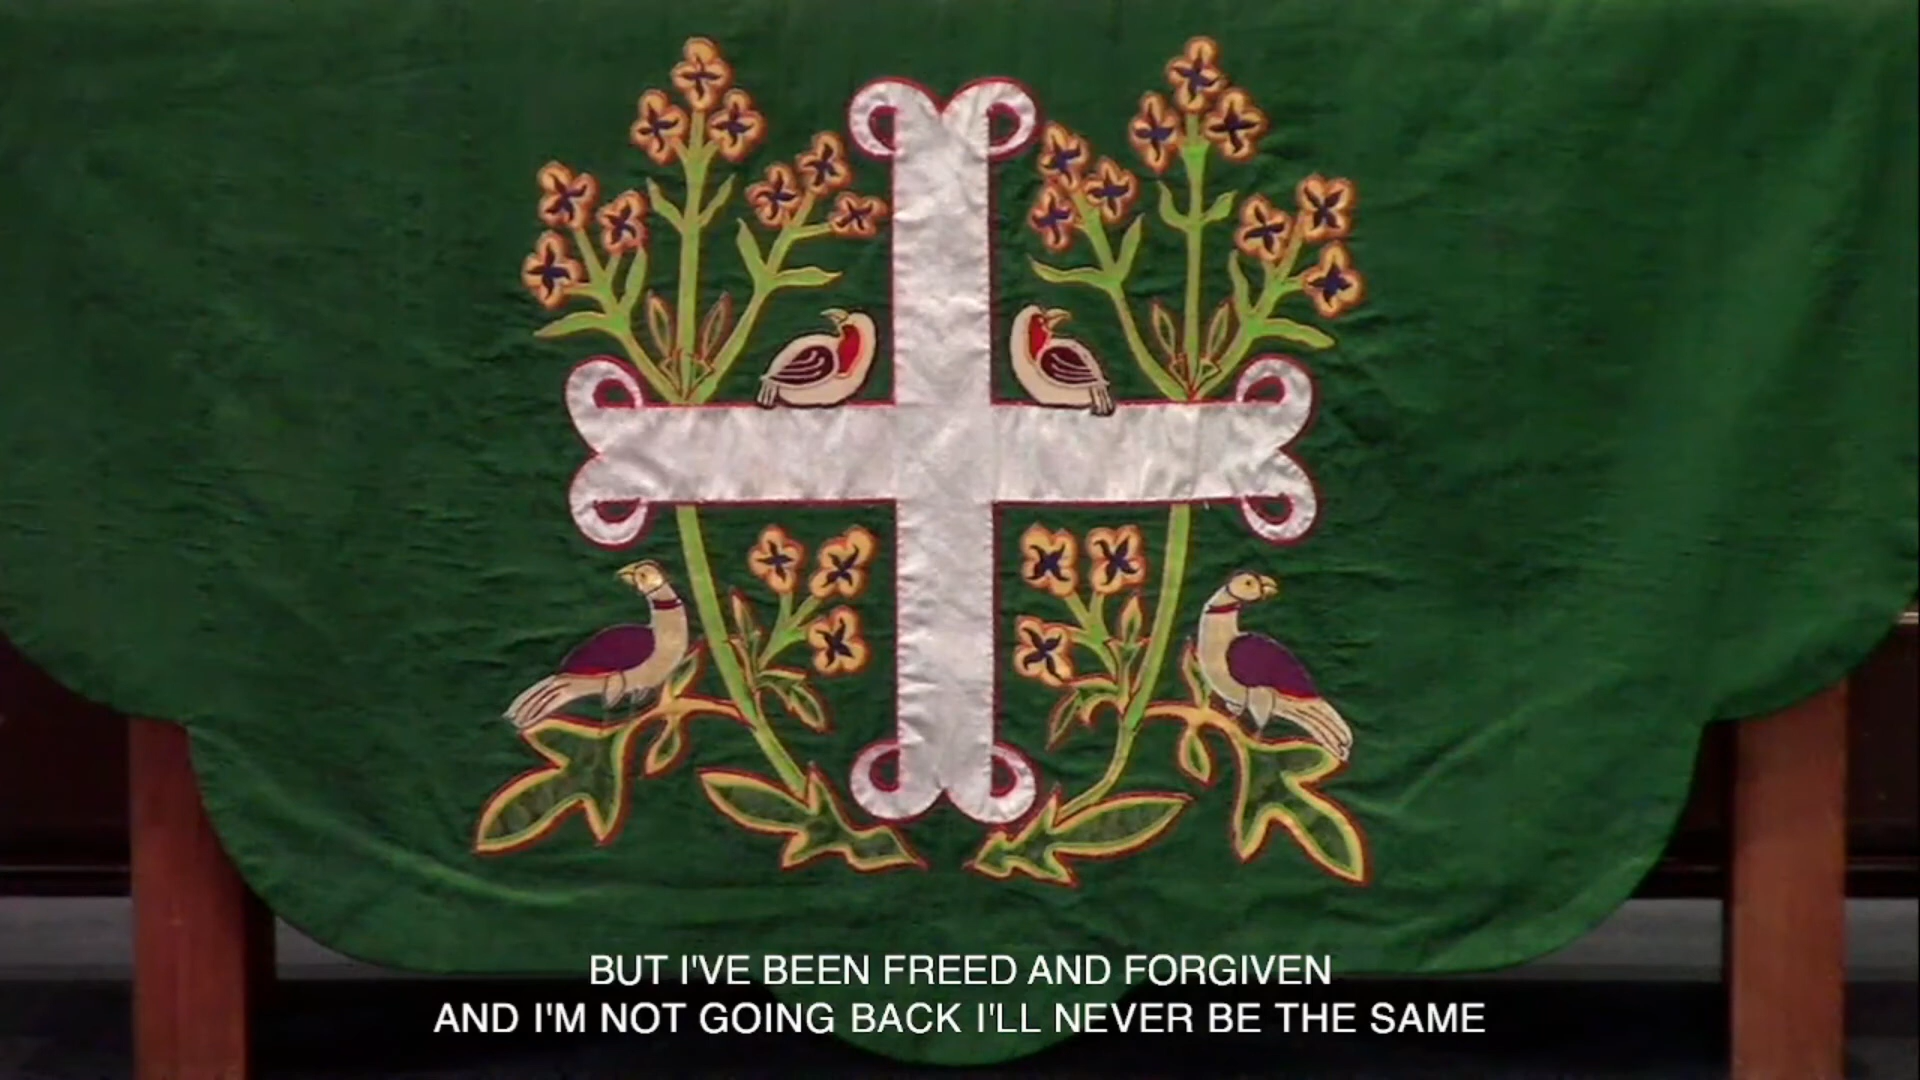 BUT I'VE BEEN FREED AND FORGIVEN
AND I'M NOT GOING BACK I'LL NEVER BE THE SAME